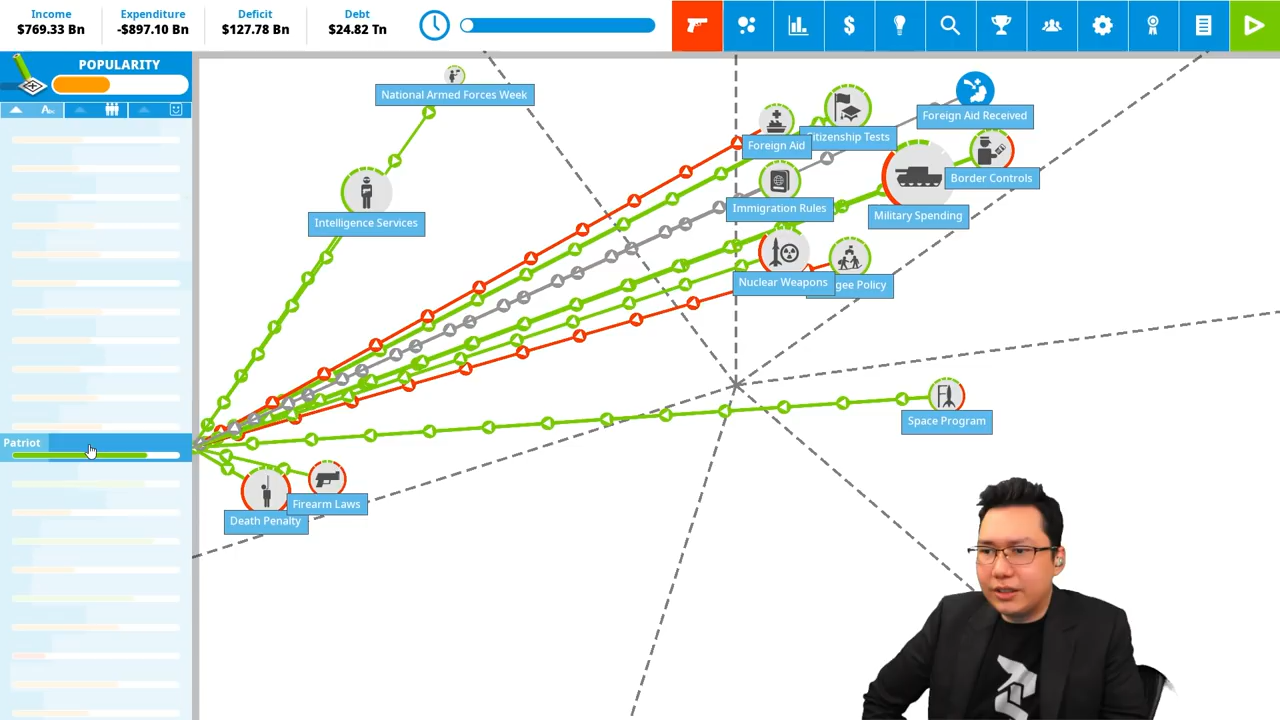 Income
$769.33 Bn
Expenditure
-$897.10 Bn
Deficit
$127.78 Bn
Debt
$24.82 Tn
POPULARITY
National Armed Forces Week
Foreign Aid Received
Citizenship Tests
Foreign Aid
Border Controls
Immigration Rules
Military Spending
Intelligence Services
Nuclear Weapons
Policy
Space Program
Patriot
Firearm Laws
Death Penalty